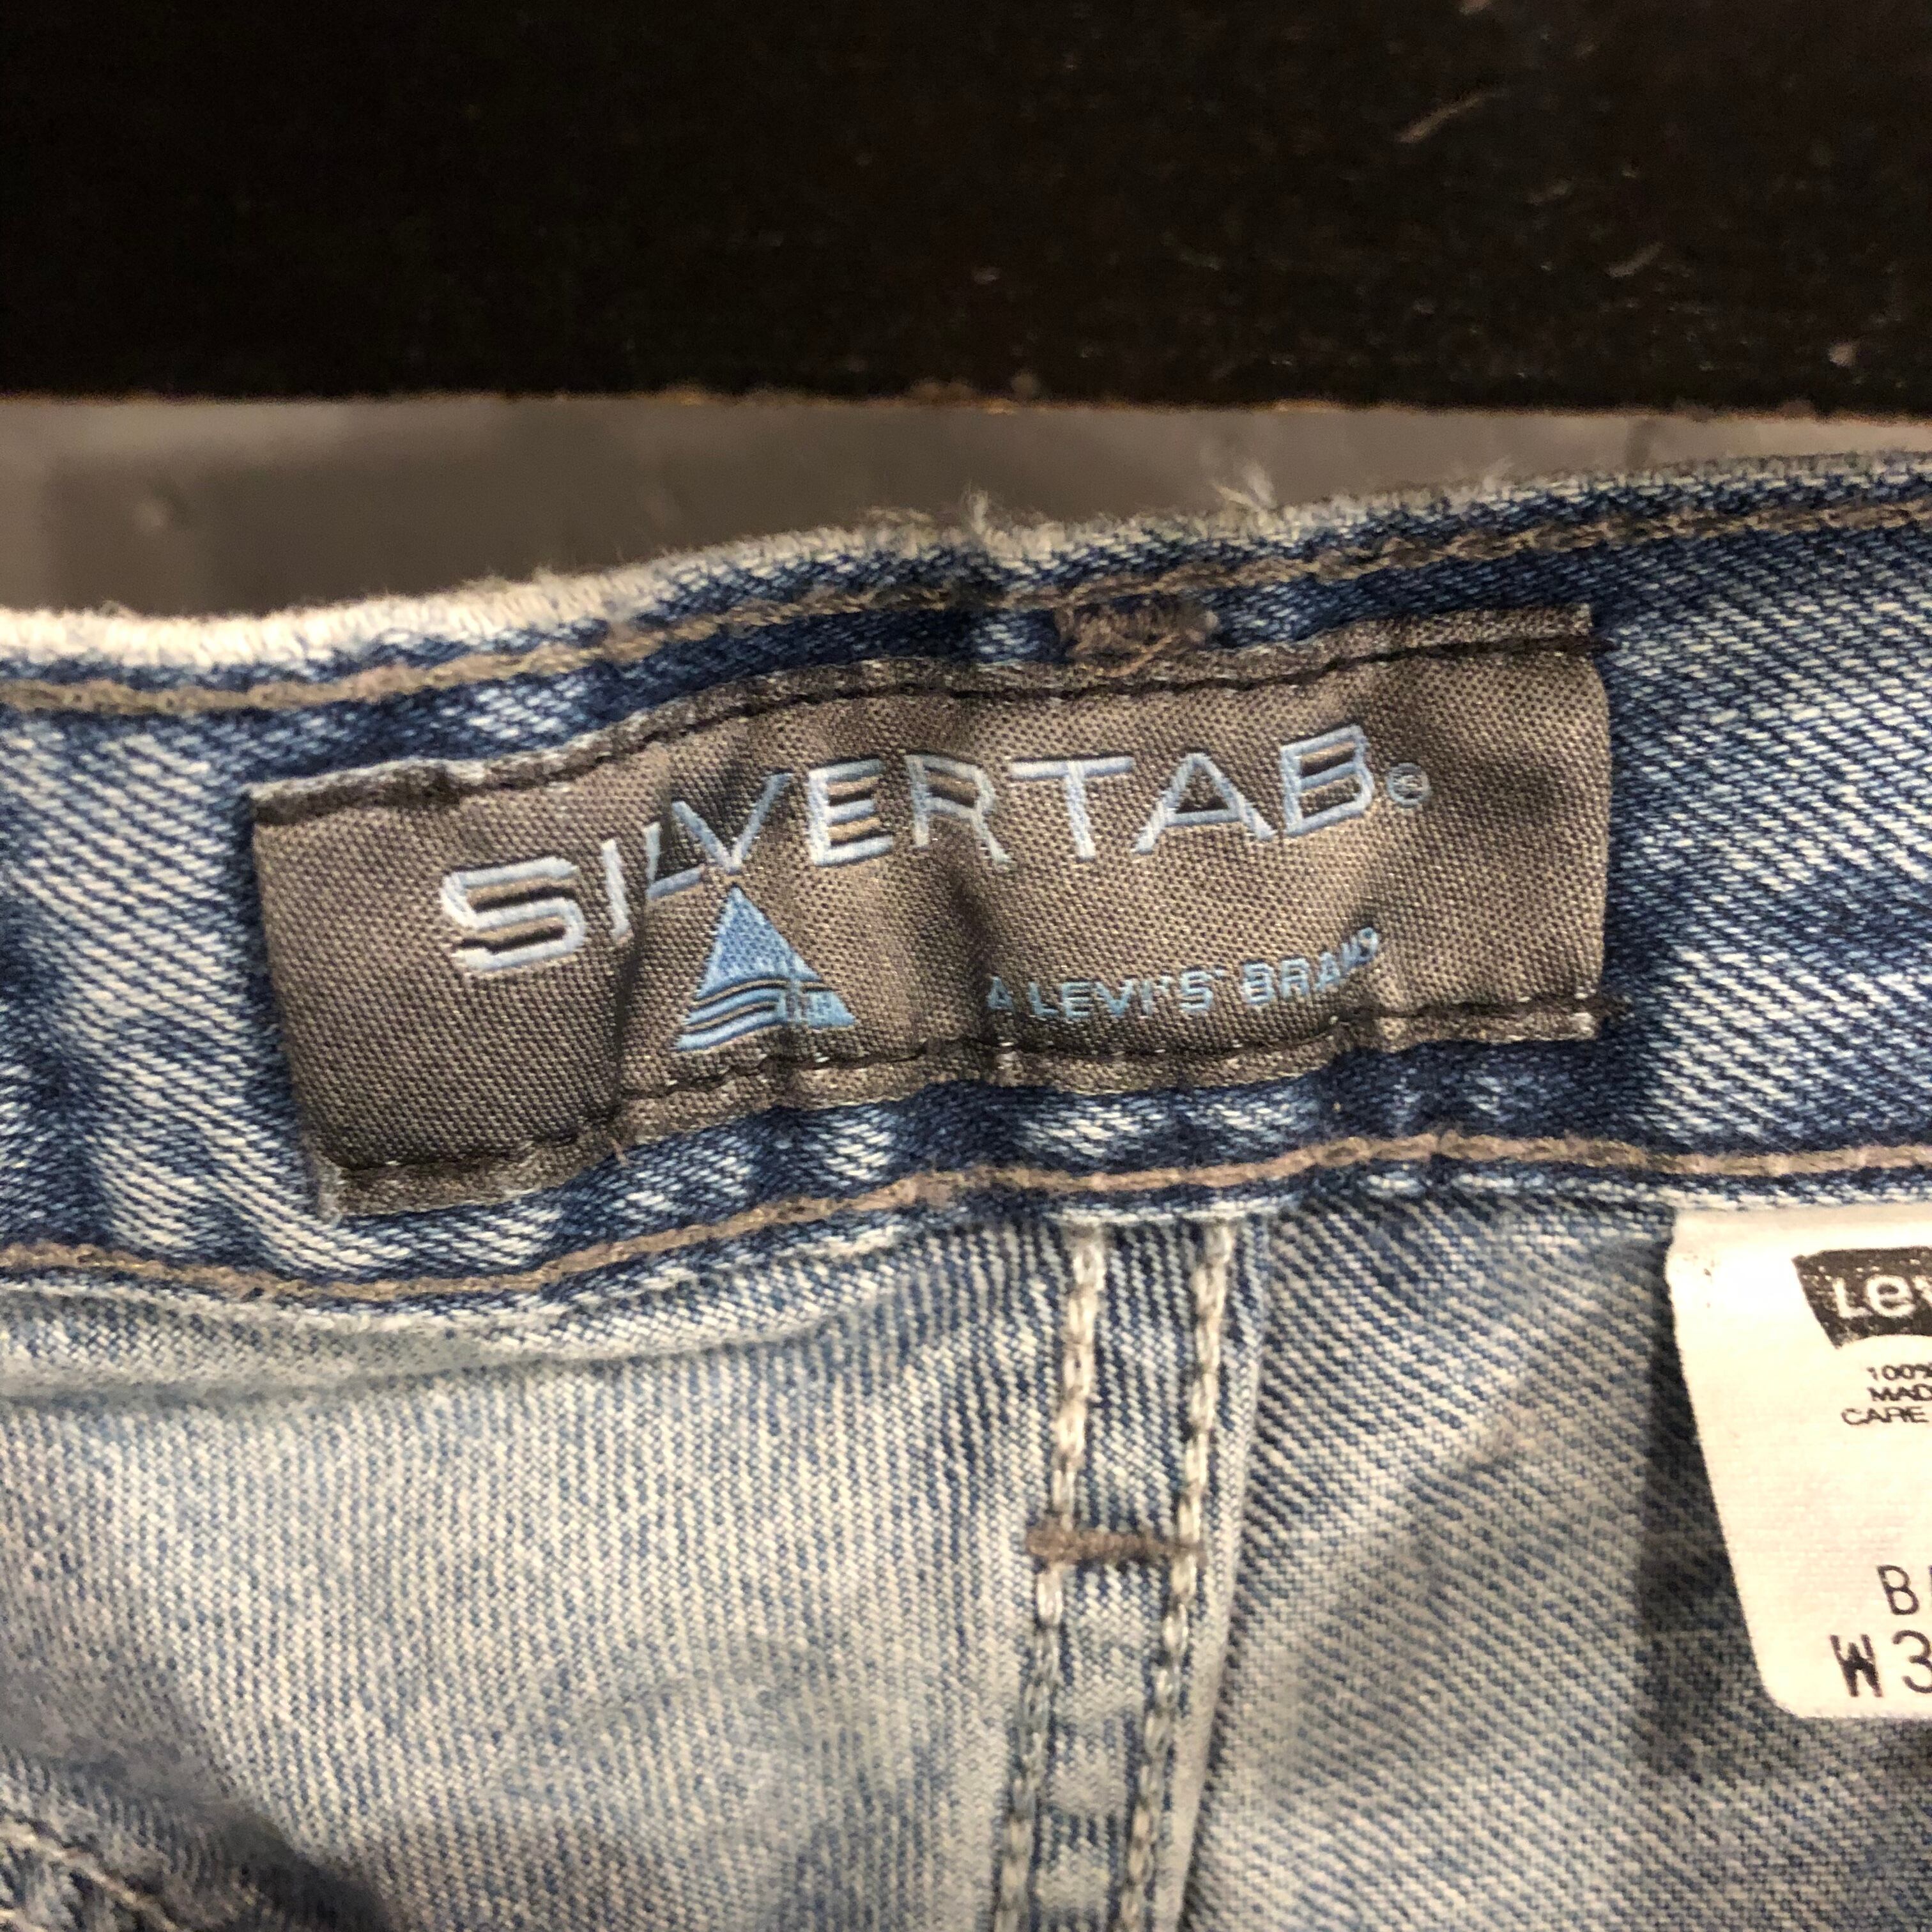 SILVERTAB®
A LEVI'S BRAND
Lev
100%
MAD
CARE
B
W3